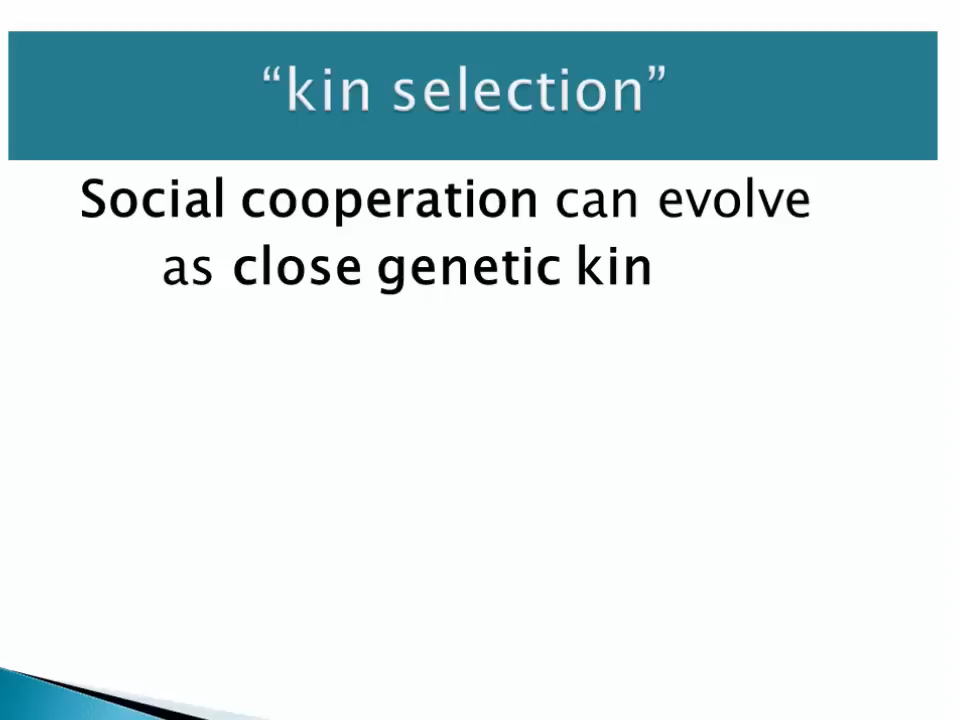 “kin selection”
Social cooperation can evolve
as close genetic kin